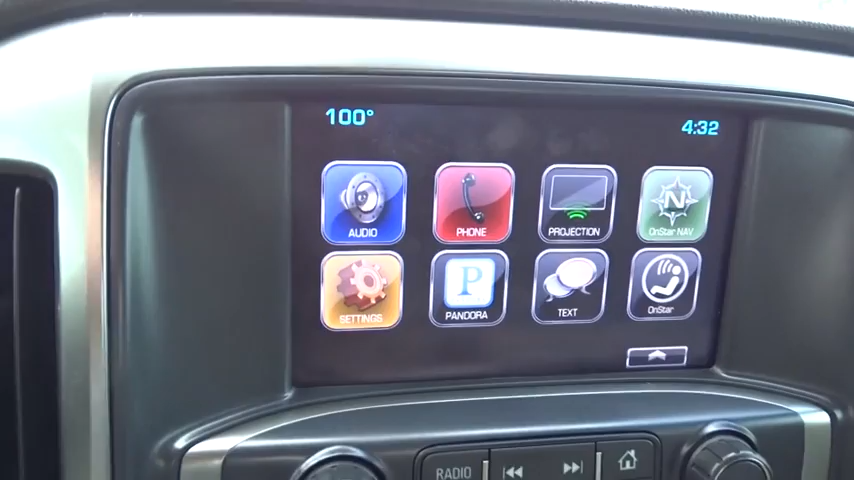 100°
4:32
AUDIO
PHONE
PROJECTION
N
OnStar NAV
SETTINGS
P
PANDORA
TEXT
OnStar
RADIO